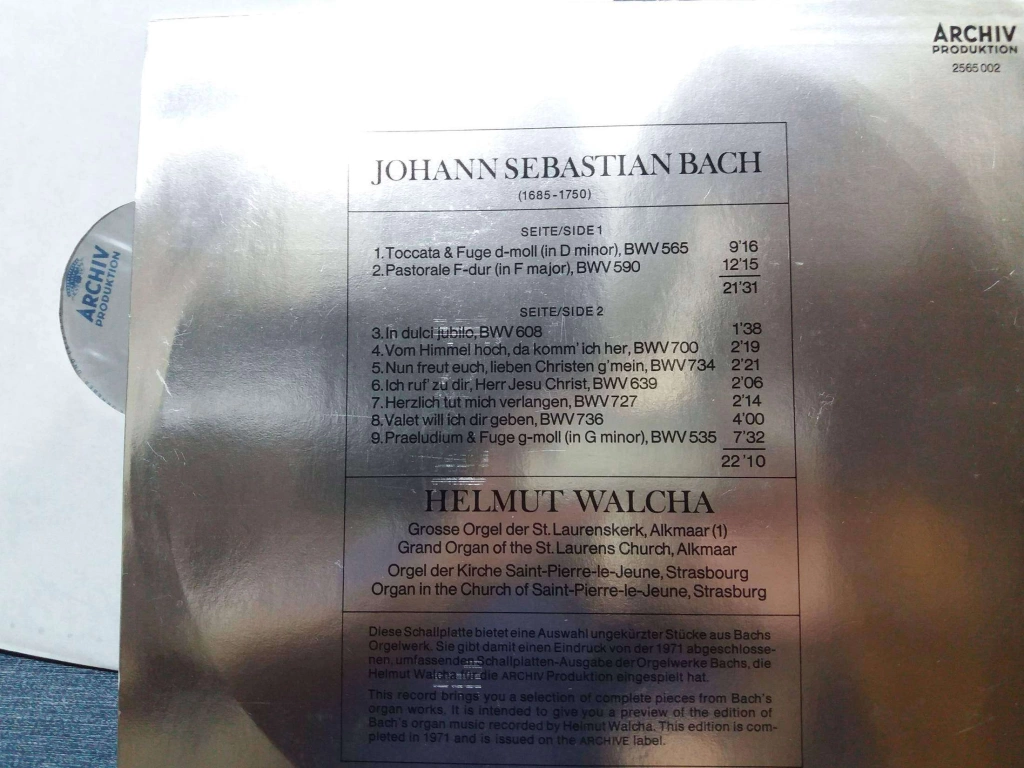 ARCHIV
PRODUKTION
2565 002
JOHANN SEBASTIAN BACH
(1685-1750)
SEITE/SIDE 1
1. Toccata & Fuge d-moll (in D minor), BWV 565 9'16
2. Pastorale F-dur (in F major), BWV 590 12'15
21'31
SEITE/SIDE 2
3. In dulci jubilo, BWV 608 1'38
4. Vom Himmel hoch, da komm' ich her, BWV 700 2'19
5. Nun freut euch, lieben Christen g'mein, BWV 734 2'21
6. Ich ruf' zu dir, Herr Jesu Christ, BWV 639 2'06
7. Herzlich tut mich verlangen, BWV 727 2'14
8. Valet will ich dir geben, BWV 736 4'00
9. Praeludium & Fuge g-moll (in G minor), BWV 535 7'32
22'10
HELMUT WALCHA
Grosse Orgel der St. Laurenskerk, Alkmaar (1)
Grand Organ of the St. Laurens Church, Alkmaar
Orgel der Kirche Saint-Pierre-le-Jeune, Strasbourg
Organ in the Church of Saint-Pierre-le-Jeune, Strasburg
Diese Schallplatte bietet eine Auswahl ungekürzter Stücke aus Bachs
Orgelwerk. Sie gibt damit einen Eindruck von der 1971 abgeschlosse-
nen, umfassenden Schallplatten-Ausgabe der Orgelwerke Bachs, die
Helmut Walcha für die ARCHIV Produktion eingespielt hat.
This record brings you a selection of complete pieces from Bach's
organ works. It is intended to give you a preview of the edition of
Bach's organ music recorded by Helmut Walcha. This edition is com-
pleted in 1971 and is issued on the ARCHIVE label.
ARCHIV
PRODUKTION